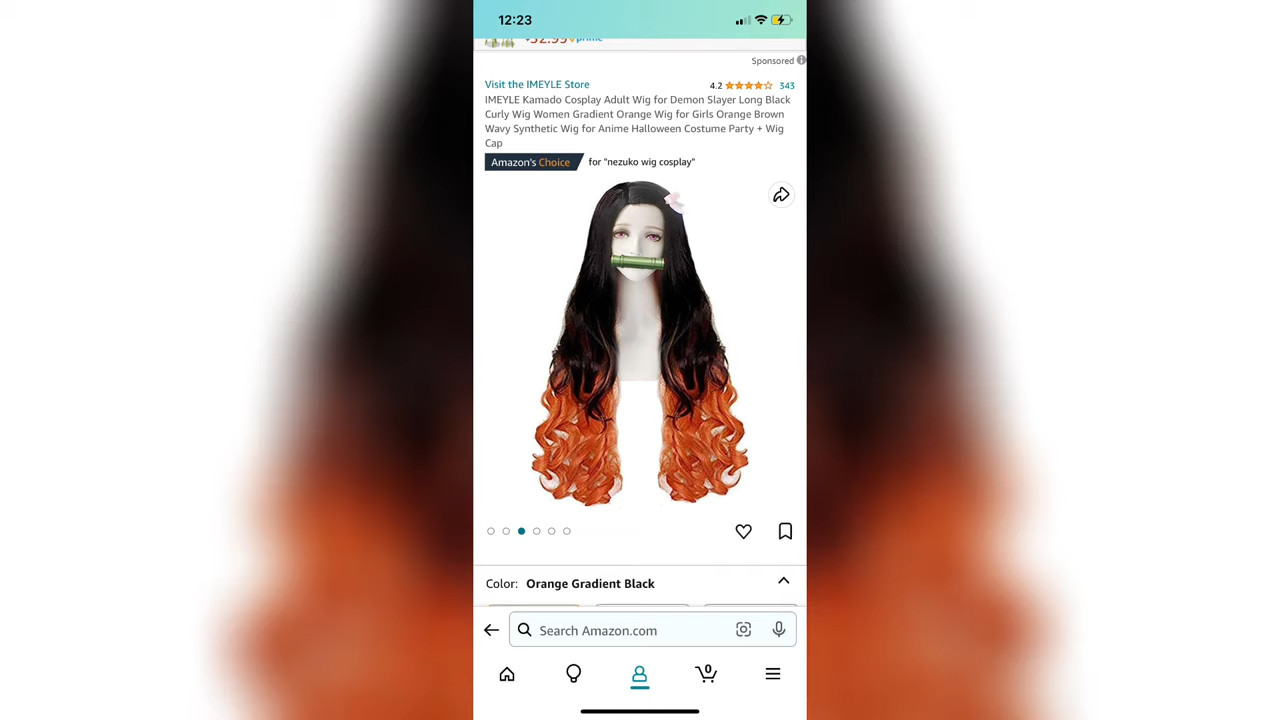 12:23
Sponsored
Visit the IMEYLE Store
4.2
343
IMEYLE Kamado Cosplay Adult Wig for Demon Slayer Long Black
Curly Wig Women Gradient Orange Wig for Girls Orange Brown
Wavy Synthetic Wig for Anime Halloween Costume Party + Wig
Cap
Amazon's Choice for "nezuko wig cosplay"
Color: Orange Gradient Black
Search Amazon.com
0